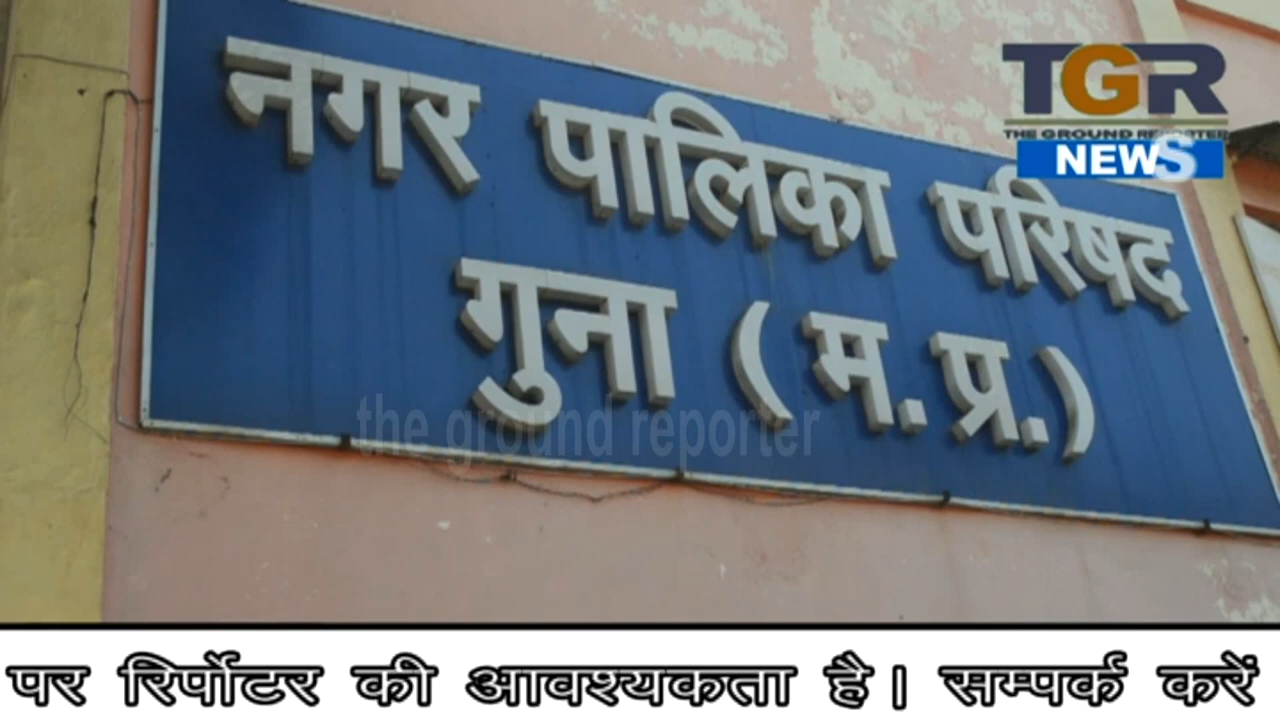 नगर पालिका परिषद
गुना (म.प्र.)
TGR
THE GROUND REPORTER
NEWS
the ground reporter
पर रिर्पोटर की आवश्यकता है। सम्पर्क करें